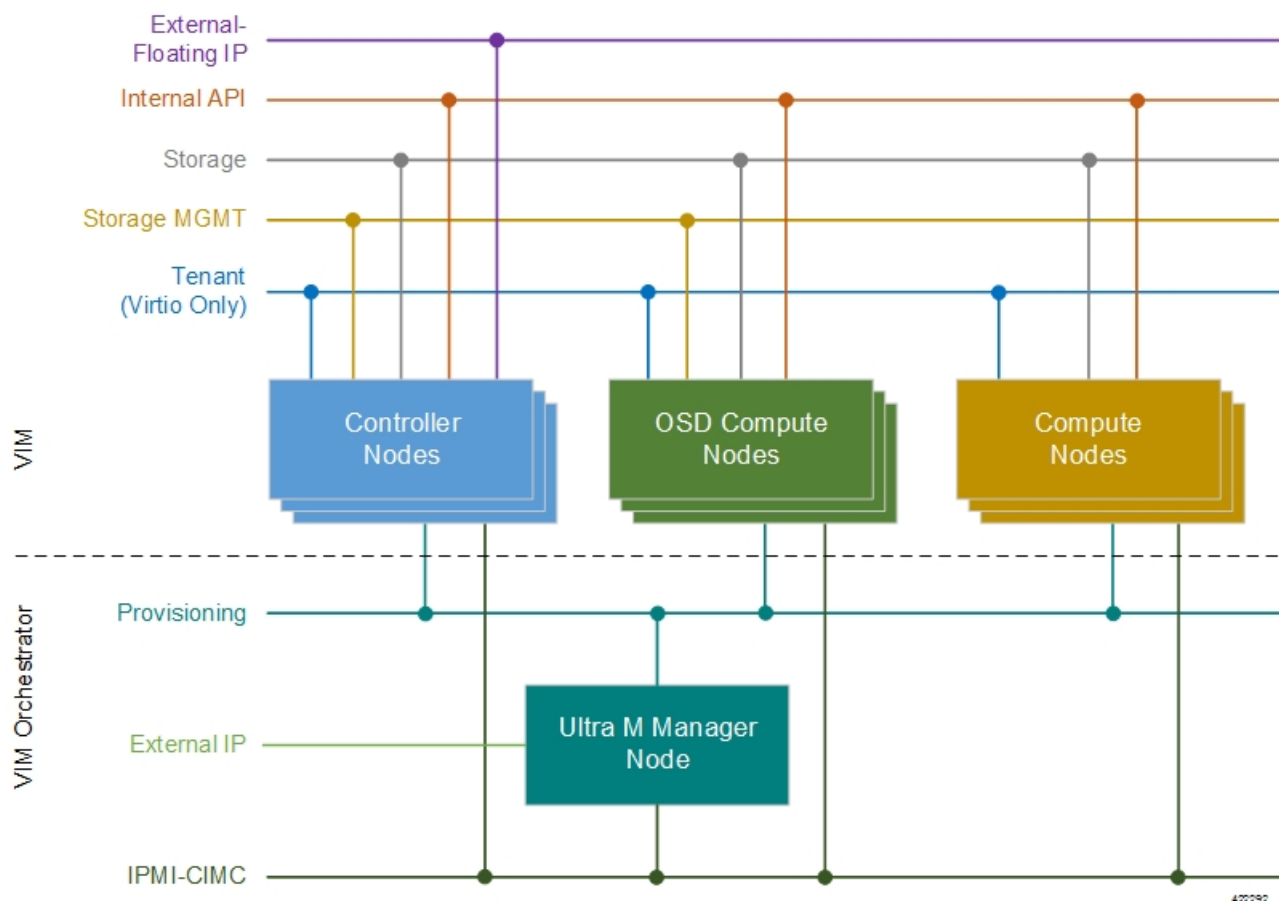 External-
Floating IP
Internal API
Storage
Storage MGMT
Tenant
(Virtio Only)
VIM
Controller
Nodes
OSD Compute
Nodes
Compute
Nodes
VIM Orchestrator
Provisioning
Ultra M Manager
Node
External IP
IPMI-CIMC
422292